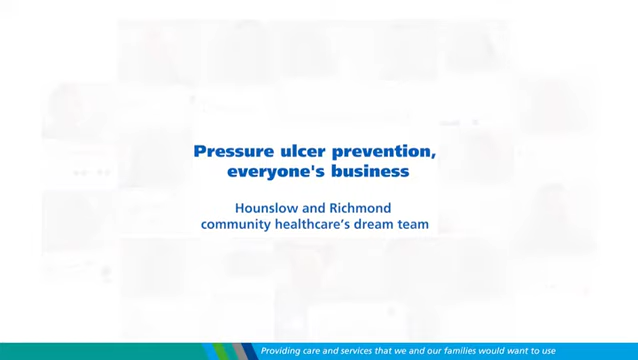 Pressure ulcer prevention,
everyone's business
Hounslow and Richmond
community healthcare's dream team
Providing care and services that we and our families would want to use